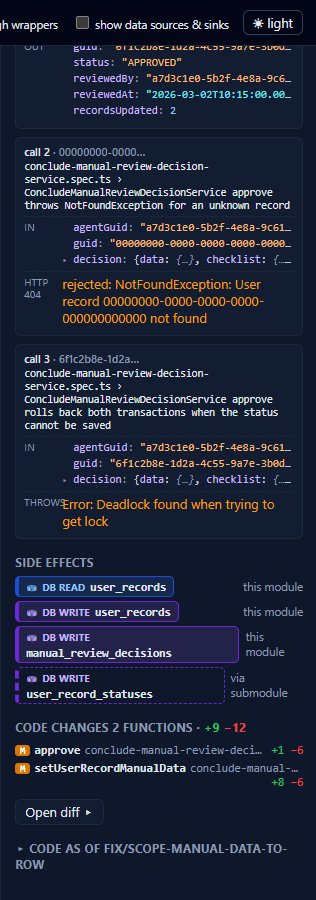 gh wrappers show data sources & sinks ☀ light
OUT guid: "6f1c2b8e-1d2a-4c55-9a7e-3b0d…
status: "APPROVED"
reviewedBy: "a7d3c1e0-5b2f-4e8a-9c6…
reviewedAt: "2026-03-02T10:15:00.00…
recordsUpdated: 2
call 2 · 00000000-0000…
conclude-manual-review-decision-
service.spec.ts ›
ConcludeManualReviewDecisionService approve
throws NotFoundException for an unknown record
IN agentGuid: "a7d3c1e0-5b2f-4e8a-9c61…
guid: "00000000-0000-0000-0000-0000…
▸ decision: {data: {…}, checklist: {…
HTTP 404 rejected: NotFoundException: User
record 00000000-0000-0000-0000-
000000000000 not found
call 3 · 6f1c2b8e-1d2a…
conclude-manual-review-decision-
service.spec.ts ›
ConcludeManualReviewDecisionService approve
rolls back both transactions when the status
cannot be saved
IN agentGuid: "a7d3c1e0-5b2f-4e8a-9c61…
guid: "6f1c2b8e-1d2a-4c55-9a7e-3b0d…
▸ decision: {data: {…}, checklist: {…
THROWS Error: Deadlock found when trying to
get lock
SIDE EFFECTS
DB READ user_records this module
DB WRITE user_records this module
DB WRITE manual_review_decisions this module
DB WRITE user_record_statuses via submodule
CODE CHANGES 2 FUNCTIONS · +9 −12
M approve conclude-manual-review-deci… +1 −6
M setUserRecordManualData conclude-manual-… +8 −6
Open diff ▸
▸ CODE AS OF FIX/SCOPE-MANUAL-DATA-TO-
ROW